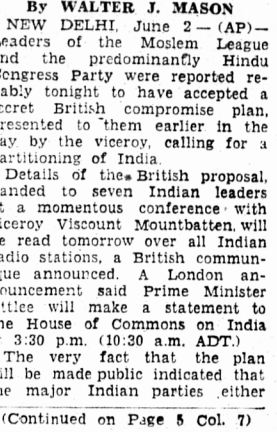 By WALTER J. MASON
NEW DELHI, June 2 — (AP)—
eaders of the Moslem League
nd the predominantly Hindu
ongress Party were reported re-
ably tonight to have accepted a
ecret British compromise plan,
resented to them earlier in the
ay by the viceroy, calling for a
artitioning of India.
Details of the British proposal,
anded to seven Indian leaders
t a momentous conference with
iceroy Viscount Mountbatten, will
e read tomorrow over all Indian
adio stations, a British commun-
que announced. A London an-
ouncement said Prime Minister
ttlee will make a statement to
he House of Commons on India
3:30 p.m. (10:30 a.m. ADT.)
The very fact that the plan
ill be made public indicated that
he major Indian parties either
(Continued on Page 5 Col. 7)